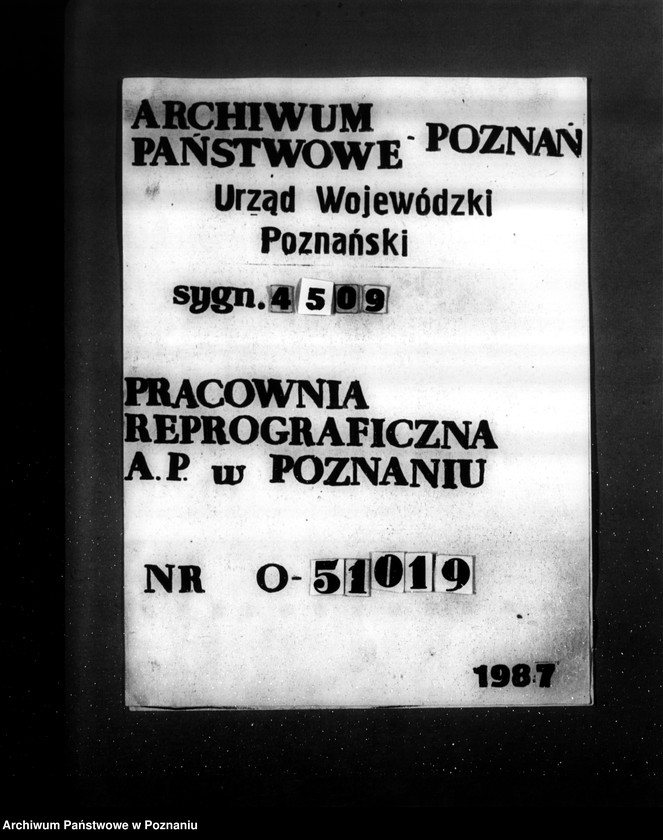 ARCHIWUM
PAŃSTWOWE - POZNAŃ
Urząd Wojewódzki
Poznański
sygn. 4509
PRACOWNIA
REPROGRAFICZNA
A.P. w POZNANIU
NR O-51019
1987
Archiwum Państwowe w Poznaniu